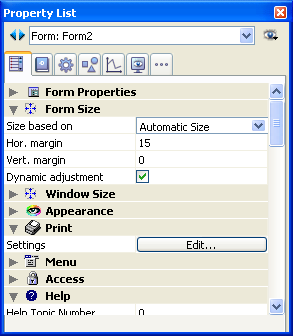 Property List
Form: Form2
Form Properties
Form Size
Size based on Automatic Size
Hor. margin 15
Vert. margin 0
Dynamic adjustment
Window Size
Appearance
Print
Settings Edit...
Menu
Access
Help
Help Topic Number 0